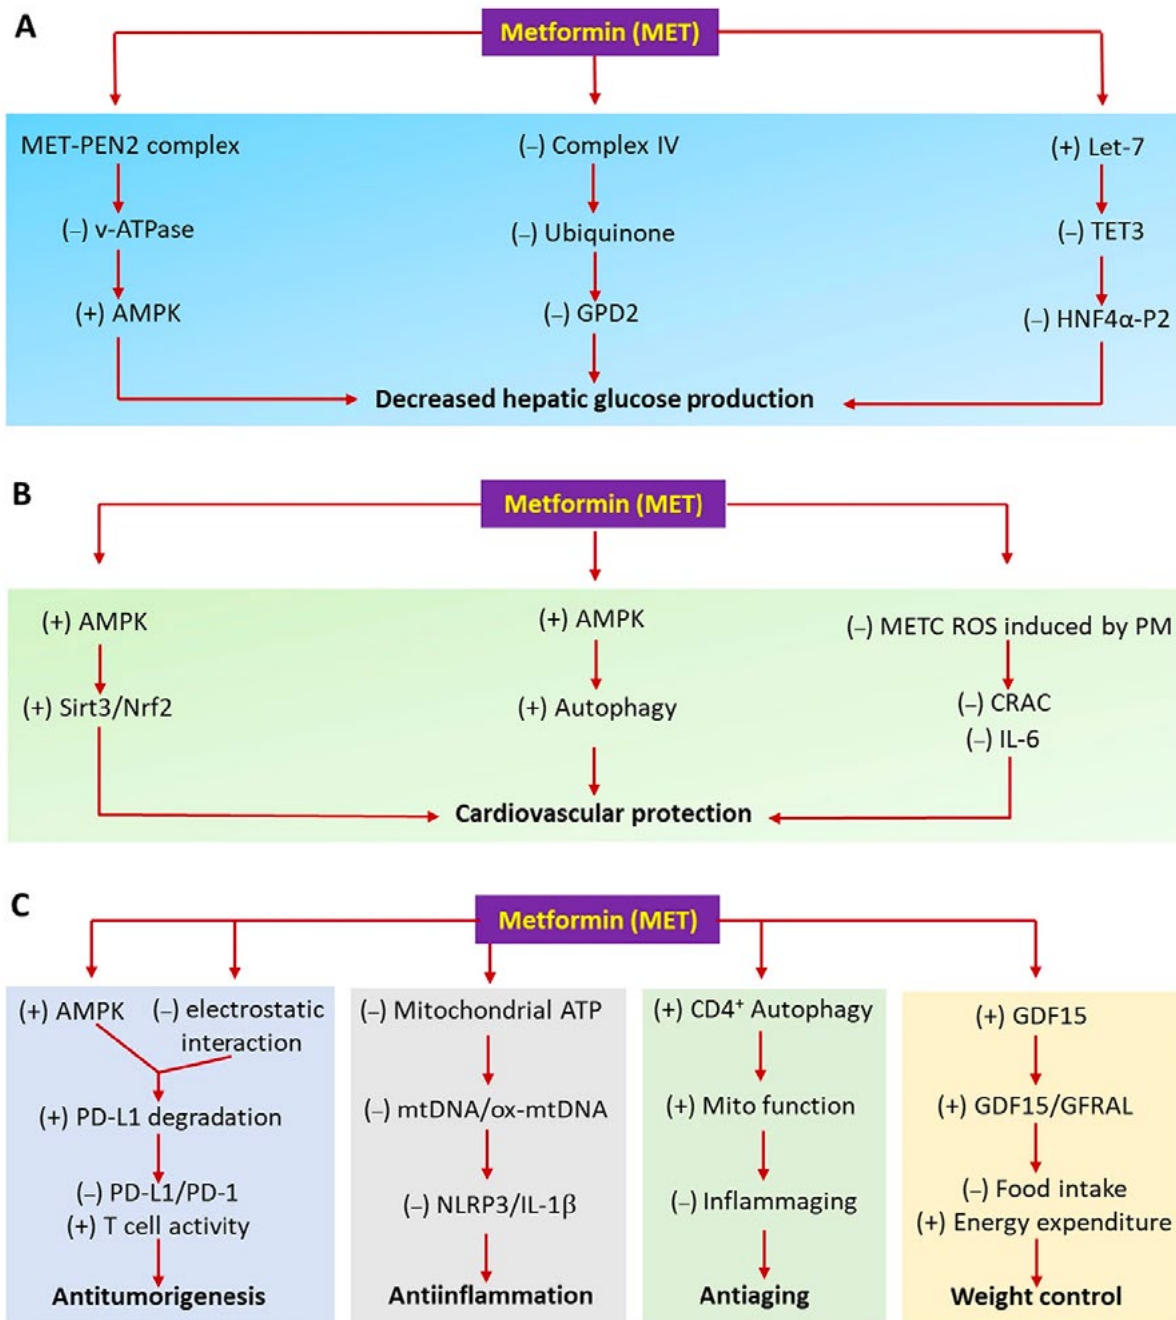 A
Metformin (MET)
MET-PEN2 complex
(–) v-ATPase
(+) AMPK
(–) Complex IV
(–) Ubiquinone
(–) GPD2
(+) Let-7
(–) TET3
(–) HNF4α-P2
Decreased hepatic glucose production
B
Metformin (MET)
(+) AMPK
(+) Sirt3/Nrf2
(+) AMPK
(+) Autophagy
(–) METC ROS induced by PM
(–) CRAC
(–) IL-6
Cardiovascular protection
C
Metformin (MET)
(+) AMPK
(–) electrostatic
interaction
(+) PD-L1 degradation
(–) PD-L1/PD-1
(+) T cell activity
Antitumorigenesis
(–) Mitochondrial ATP
(–) mtDNA/ox-mtDNA
(–) NLRP3/IL-1β
Antiinflammation
(+) CD4⁺ Autophagy
(+) Mito function
(–) Inflammaging
Antiaging
(+) GDF15
(+) GDF15/GFRAL
(–) Food intake
(+) Energy expenditure
Weight control